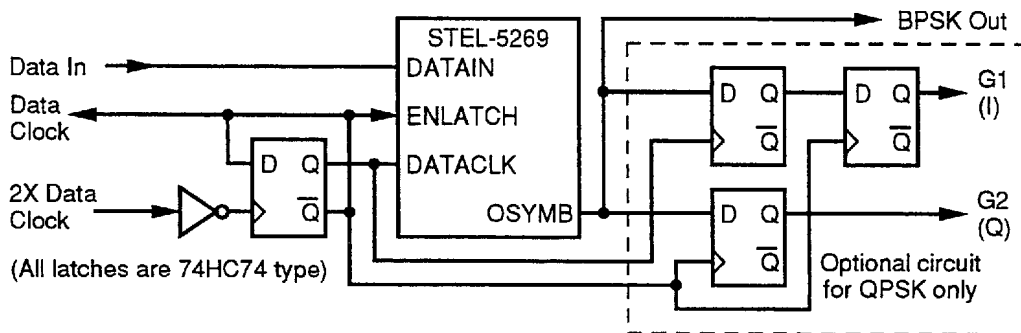 BPSK Out
STEL-5269
Data In
DATAIN
D Q
Q
D Q
Q
G1
(I)
Data
Clock
ENLATCH
D Q
Q
DATACLK
2X Data
Clock
OSYMB
D Q
Q
G2
(Q)
(All latches are 74HC74 type)
Optional circuit
for QPSK only